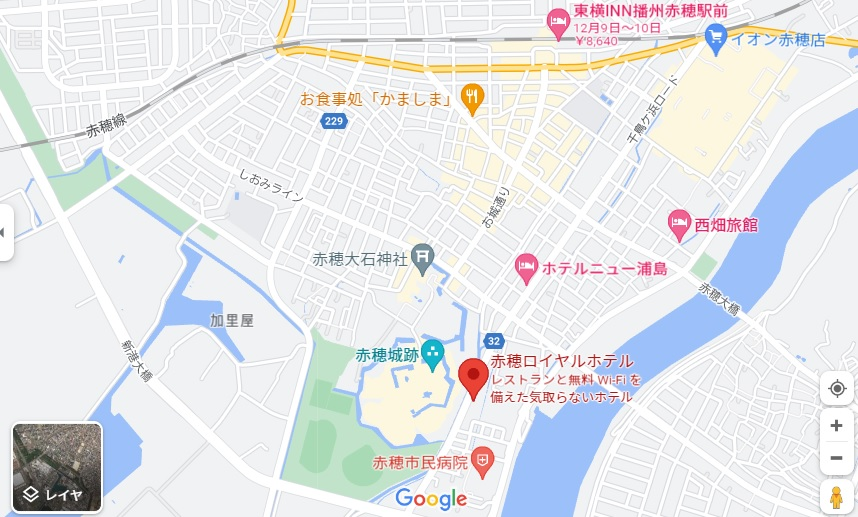 東横INN播州赤穂駅前
12月9日～10日
￥8,640
イオン赤穂店
お食事処「かましま」
229
赤穂線
千鳥ケ浜ロード
しおみライン
お城通り
西畑旅館
赤穂大石神社
ホテルニュー浦島
赤穂大橋
加里屋
新港大橋
32
赤穂城跡
赤穂ロイヤルホテル
レストランと無料 Wi-Fi を
備えた気取らないホテル
赤穂市民病院
レイヤ
Google